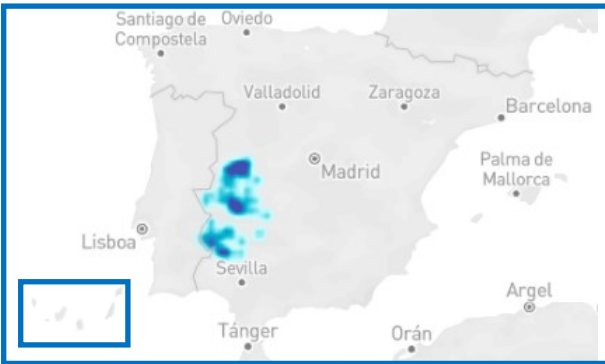 Santiago de
Compostela
Oviedo
Valladolid
Zaragoza
Barcelona
Madrid
Palma de
Mallorca
Lisboa
Sevilla
Argel
Tánger
Orán